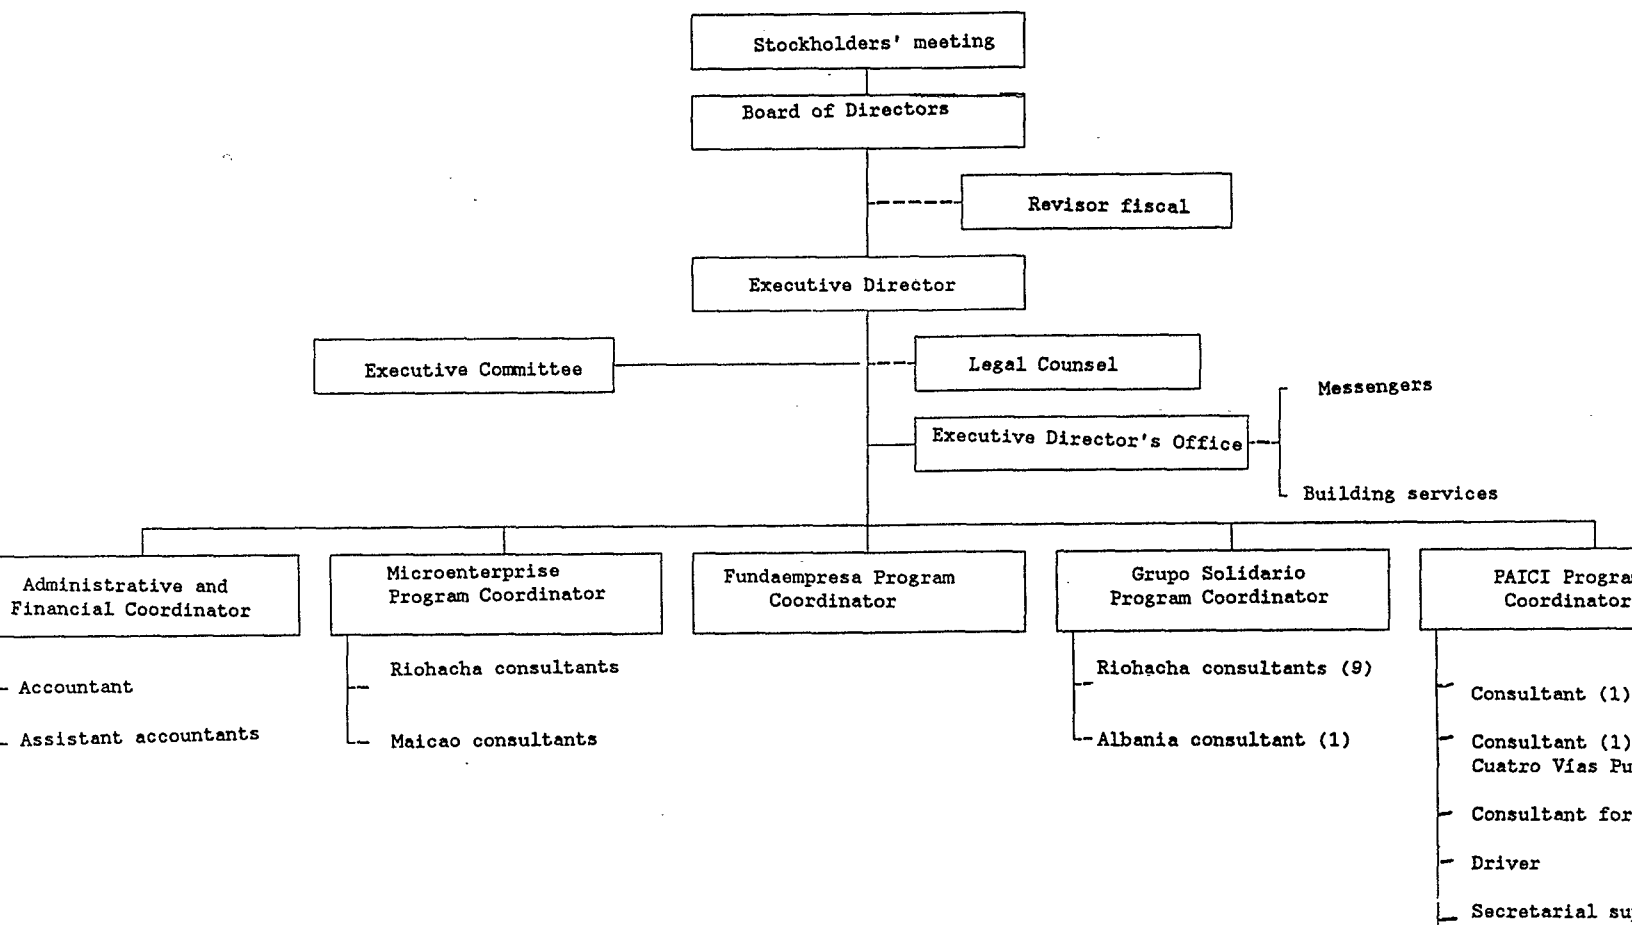 Stockholders' meeting
Board of Directors
Revisor fiscal
Executive Director
Executive Committee
Legal Counsel
Messengers
Executive Director's Office
Building services
Administrative and
Financial Coordinator
Microenterprise
Program Coordinator
Fundaempresa Program
Coordinator
Grupo Solidario
Program Coordinator
PAICI
Coordinator
Accountant
Assistant accountants
Riohacha consultants
Maicao consultants
Riohacha consultants (9)
Albania consultant (1)
Consultant (1)
Consultant (1)
Cuatro Vías
Consultant for
Driver
Secretarial